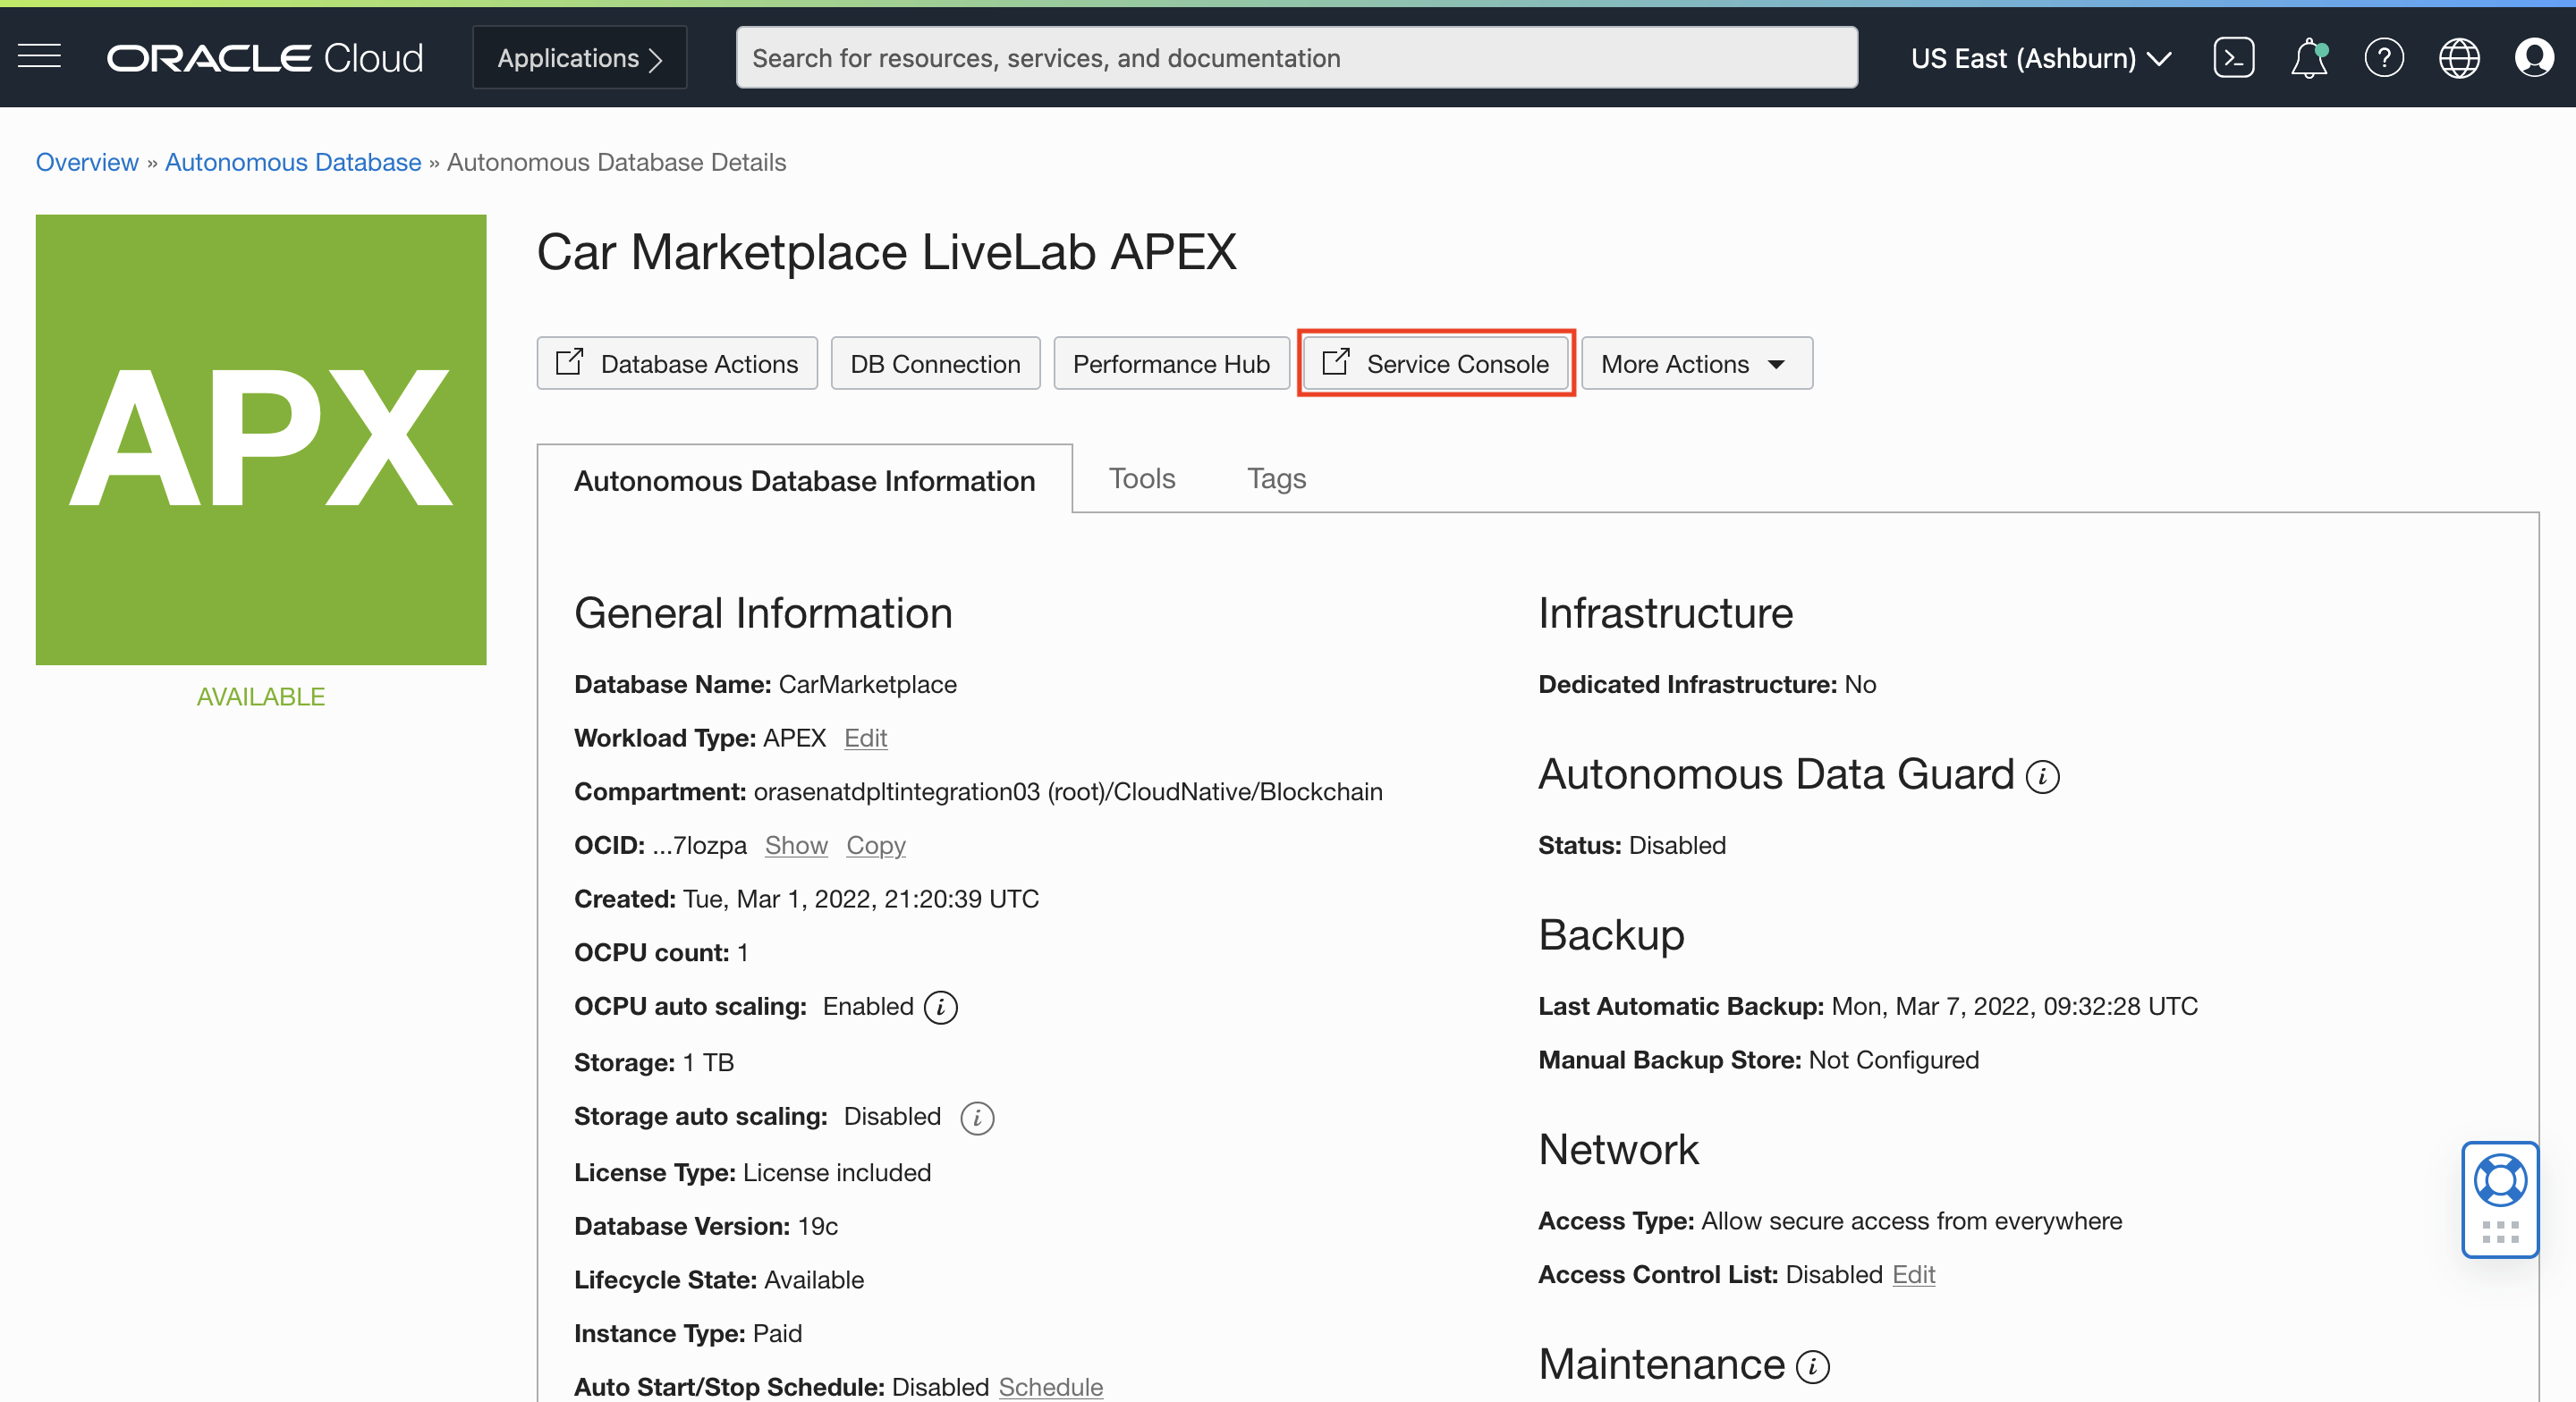 ORACLE Cloud
Applications
Search for resources, services, and documentation
US East (Ashburn)
Overview » Autonomous Database » Autonomous Database Details
APX
AVAILABLE
Car Marketplace LiveLab APEX
Database Actions
DB Connection
Performance Hub
Service Console
More Actions
Autonomous Database Information
Tools
Tags
General Information
Database Name: CarMarketplace
Workload Type: APEX Edit
Compartment: orasenatdpltintegration03 (root)/CloudNative/Blockchain
OCID: ...7lozpa Show Copy
Created: Tue, Mar 1, 2022, 21:20:39 UTC
OCPU count: 1
OCPU auto scaling: Enabled i
Storage: 1 TB
Storage auto scaling: Disabled i
License Type: License included
Database Version: 19c
Lifecycle State: Available
Instance Type: Paid
Auto Start/Stop Schedule: Disabled Schedule
Infrastructure
Dedicated Infrastructure: No
Autonomous Data Guard i
Status: Disabled
Backup
Last Automatic Backup: Mon, Mar 7, 2022, 09:32:28 UTC
Manual Backup Store: Not Configured
Network
Access Type: Allow secure access from everywhere
Access Control List: Disabled Edit
Maintenance i